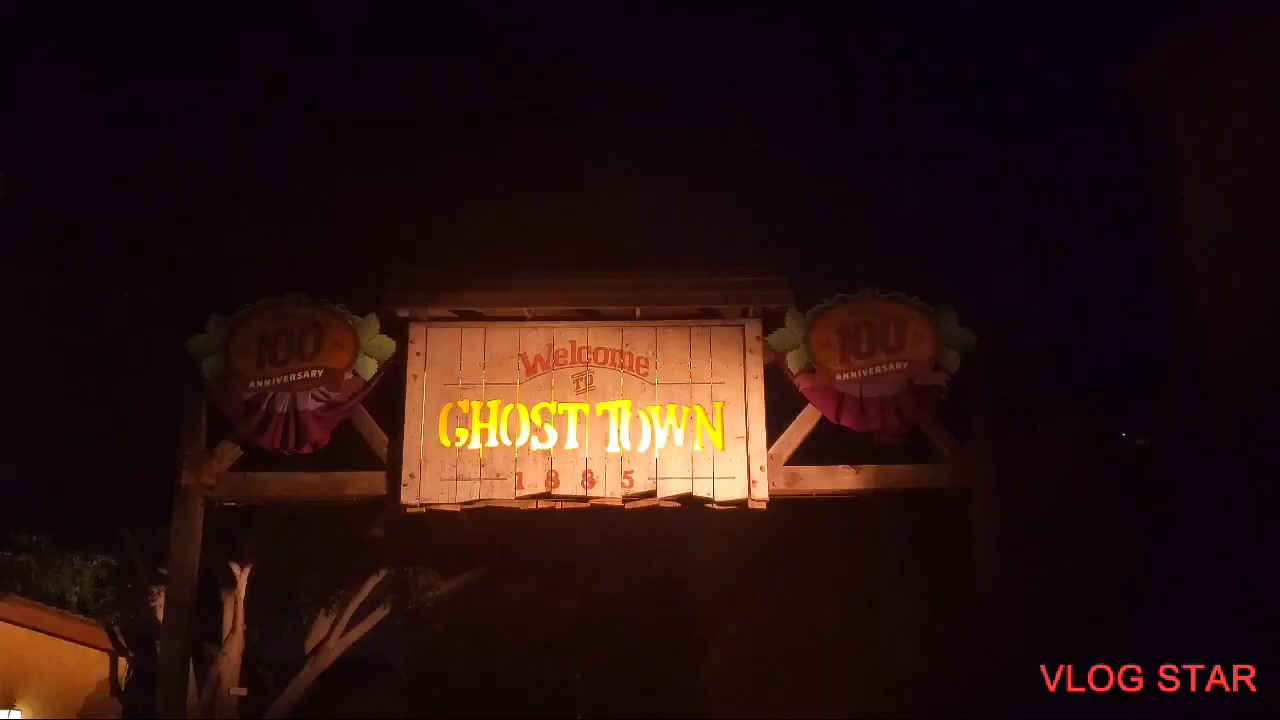 100
ANNIVERSARY
Welcome
TO
GHOST TOWN
1885
100
ANNIVERSARY
VLOG STAR